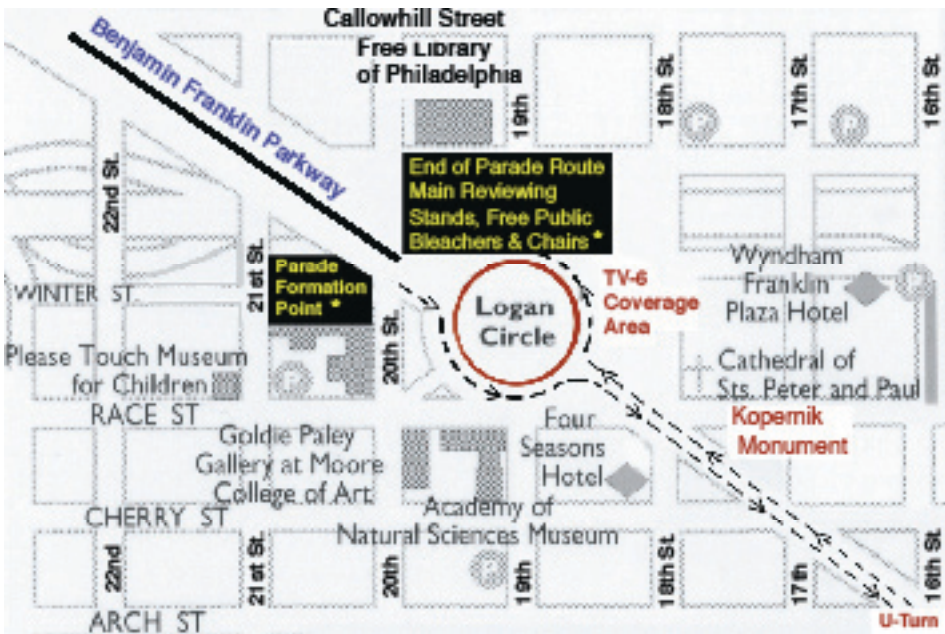 Callowhill Street
Free Library
of Philadelphia
Benjamin Franklin Parkway
22nd St.
21st St.
20th St.
19th
18th St.
17th St.
16th St.
End of Parade Route
Main Reviewing
Stands, Free Public
Bleachers & Chairs *
Parade
Formation
Point *
WINTER ST.
Logan
Circle
TV-6
Coverage
Area
Wyndham
Franklin
Plaza Hotel
P
P
P
P
P
Please Touch Museum
for Children
Cathedral of
Sts. Peter and Paul
RACE ST
Kopernik
Monument
Four
Seasons
Hotel
Goldie Paley
Gallery at Moore
College of Art
CHERRY ST
Academy of
Natural Sciences Museum
22nd
21st St.
20th
19th
18th St.
17th
16th St.
ARCH ST
U-Turn